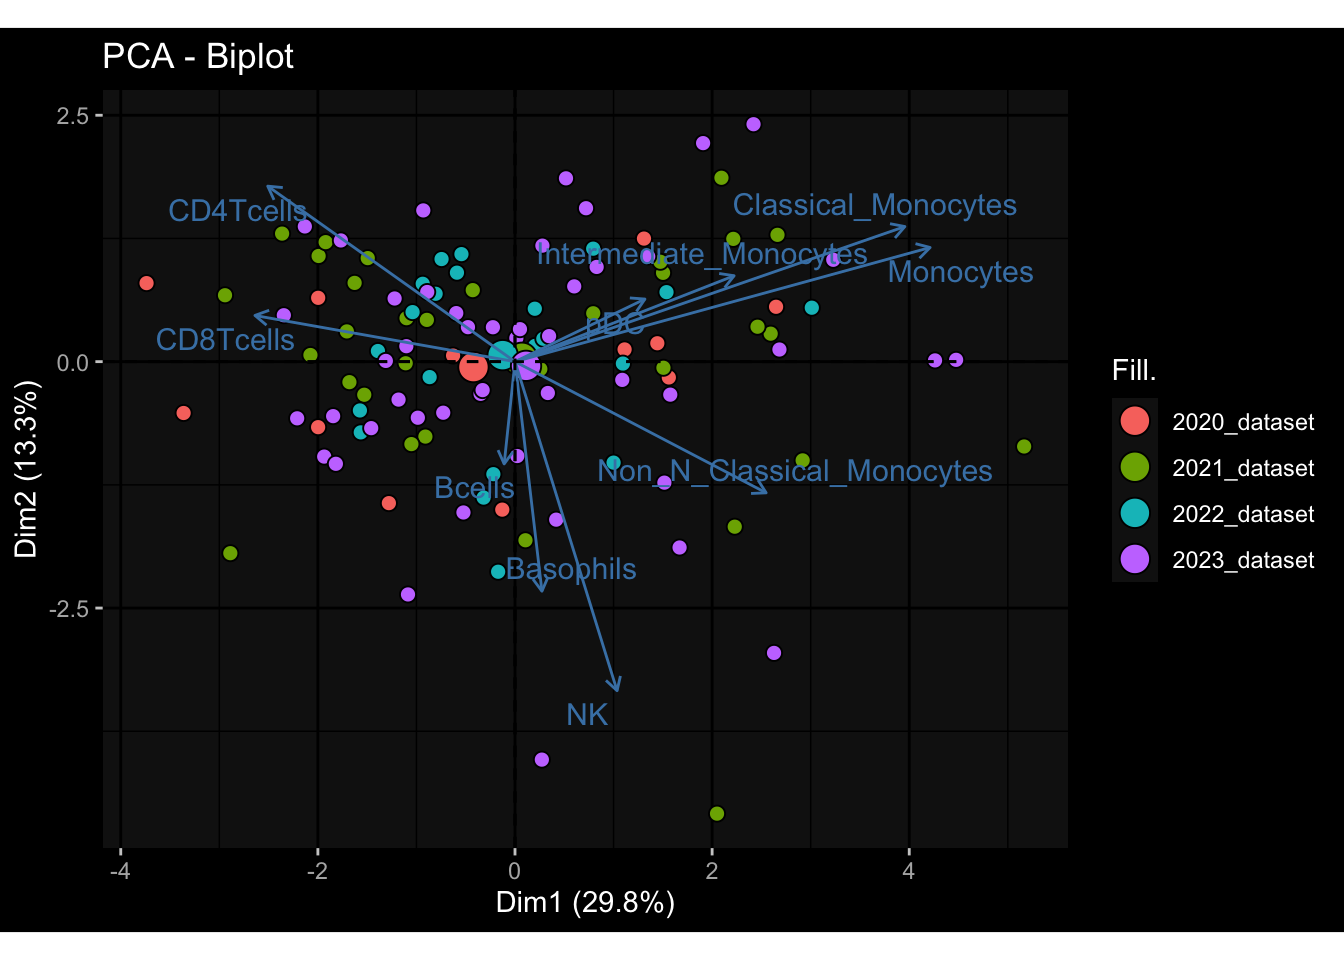 PCA - Biplot
2.5
0.0
-2.5
Dim2 (13.3%)
CD4Tcells
CD8Tcells
Classical_Monocytes
Intermediate_Monocytes
Monocytes
pDC
Non_N_Classical_Monocytes
Bcells
Basophils
NK
-4
-2
0
2
4
Dim1 (29.8%)
Fill.
2020_dataset
2021_dataset
2022_dataset
2023_dataset